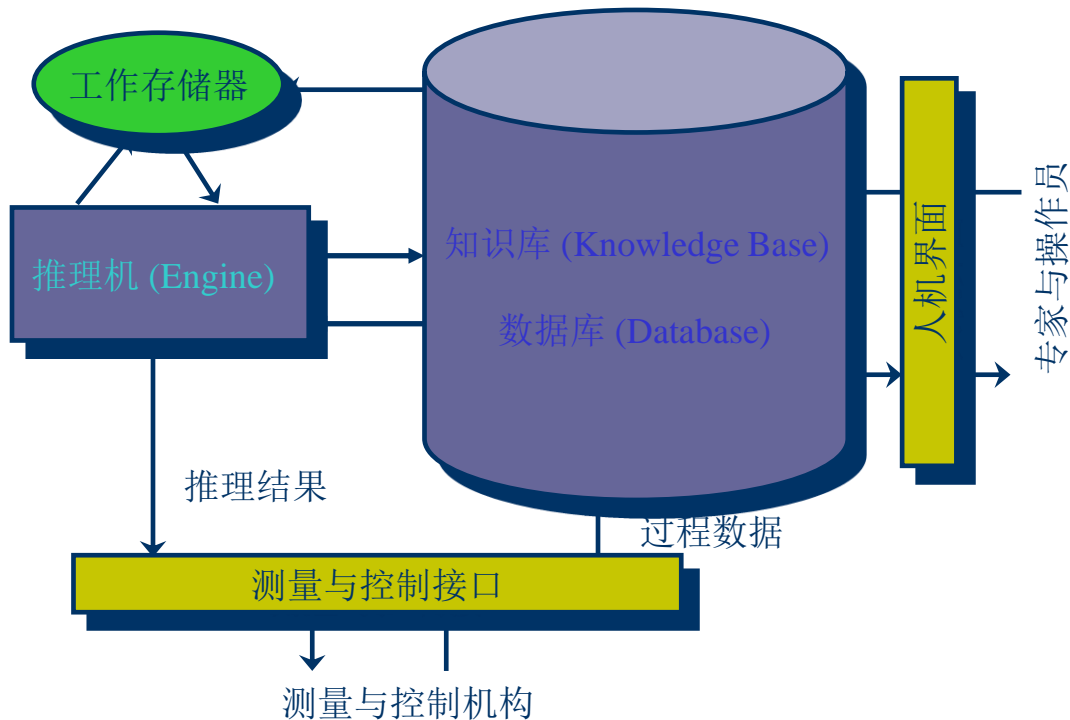 工作存储器
推理机 (Engine)
知识库 (Knowledge Base)
数据库 (Database)
人机界面
专家与操作员
推理结果
过程数据
测量与控制接口
测量与控制机构